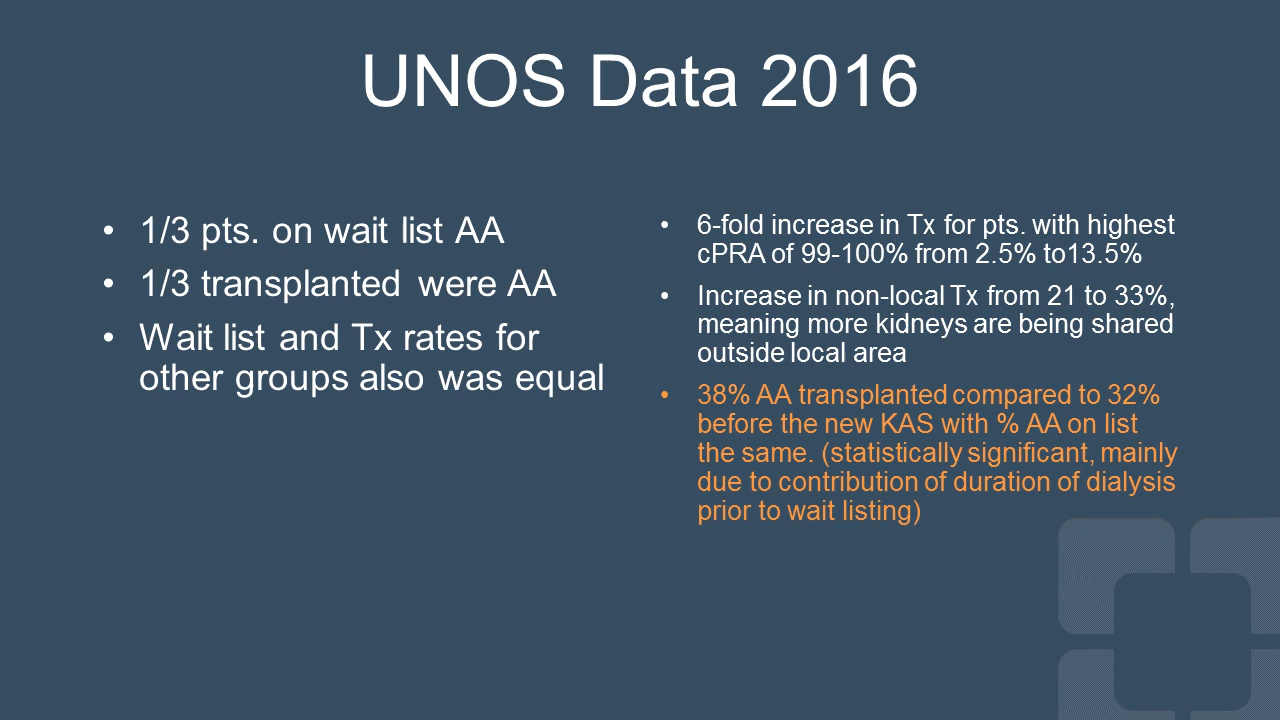 UNOS Data 2016
• 1/3 pts. on wait list AA
• 1/3 transplanted were AA
• Wait list and Tx rates for
other groups also was equal
• 6-fold increase in Tx for pts. with highest
cPRA of 99-100% from 2.5% to13.5%
• Increase in non-local Tx from 21 to 33%,
meaning more kidneys are being shared
outside local area
• 38% AA transplanted compared to 32%
before the new KAS with % AA on list
the same. (statistically significant, mainly
due to contribution of duration of dialysis
prior to wait listing)